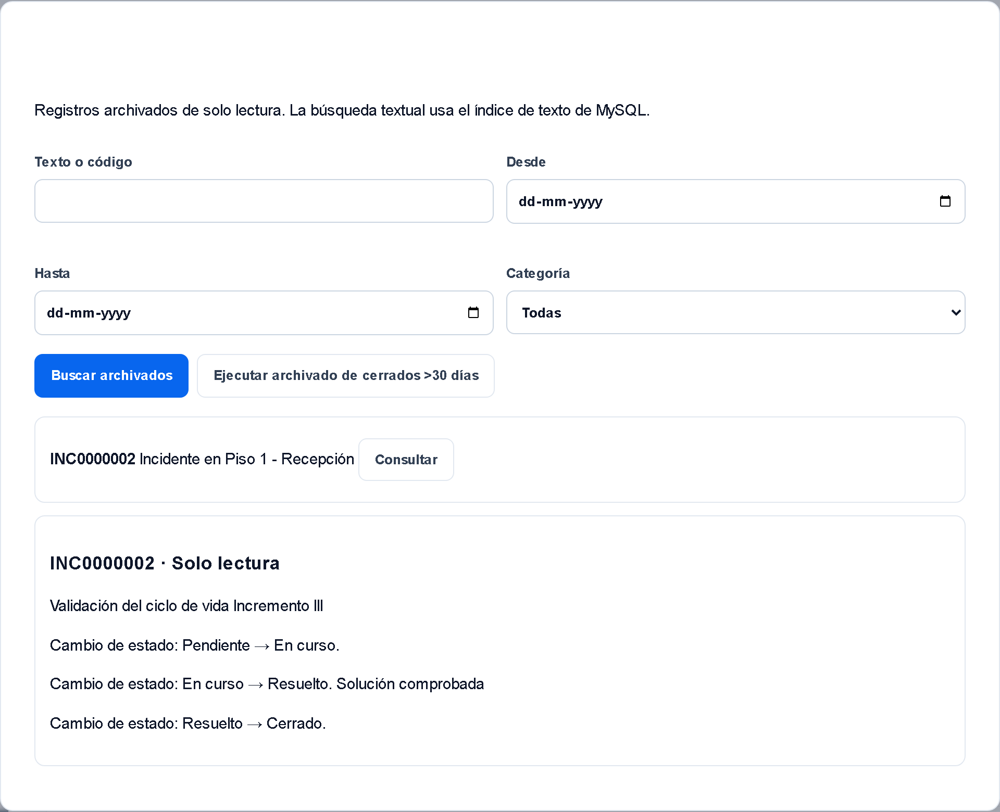 Registros archivados de solo lectura. La búsqueda textual usa el índice de texto de MySQL.
Texto o código
Desde
dd-mm-yyyy
Hasta
Categoría
dd-mm-yyyy
Todas
Buscar archivados
Ejecutar archivado de cerrados >30 días
INC0000002 Incidente en Piso 1 - Recepción
Consultar
INC0000002 · Solo lectura
Validación del ciclo de vida Incremento III
Cambio de estado: Pendiente → En curso.
Cambio de estado: En curso → Resuelto. Solución comprobada
Cambio de estado: Resuelto → Cerrado.